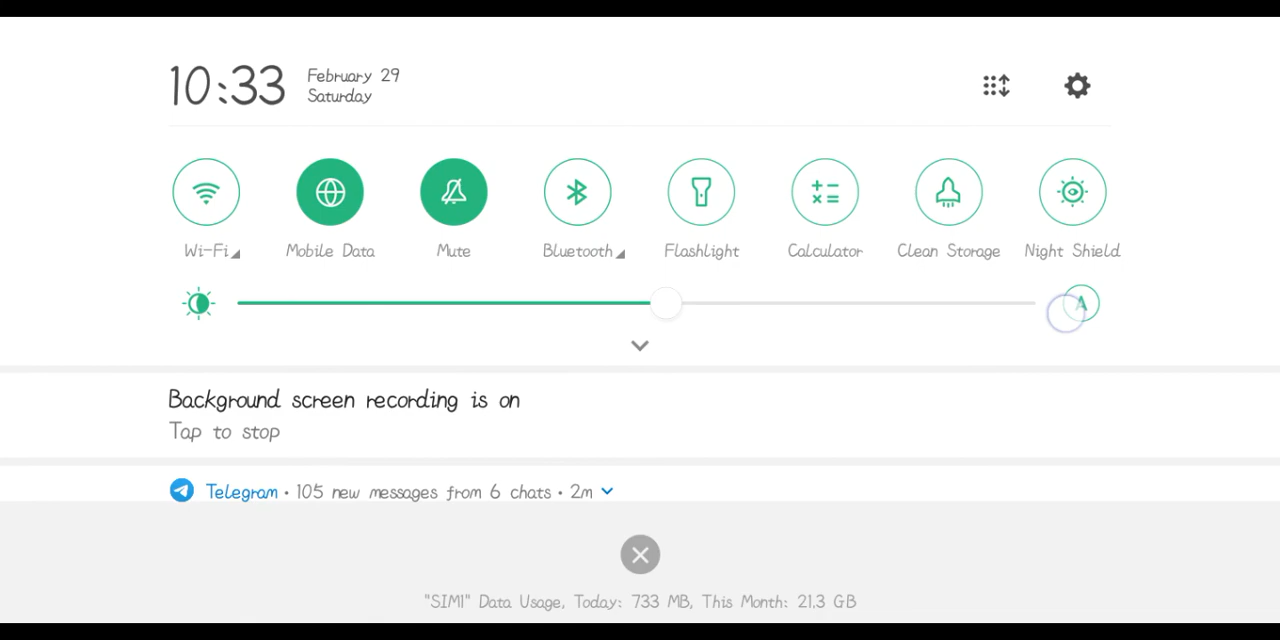 10:33
February 29
Saturday
Wi-Fi
Mobile Data
Mute
Bluetooth
Flashlight
Calculator
Clean Storage
Night Shield
A
Background screen recording is on
Tap to stop
Telegram • 105 new messages from 6 chats • 2m
"SIM1" Data Usage, Today: 733 MB, This Month: 21.3 GB